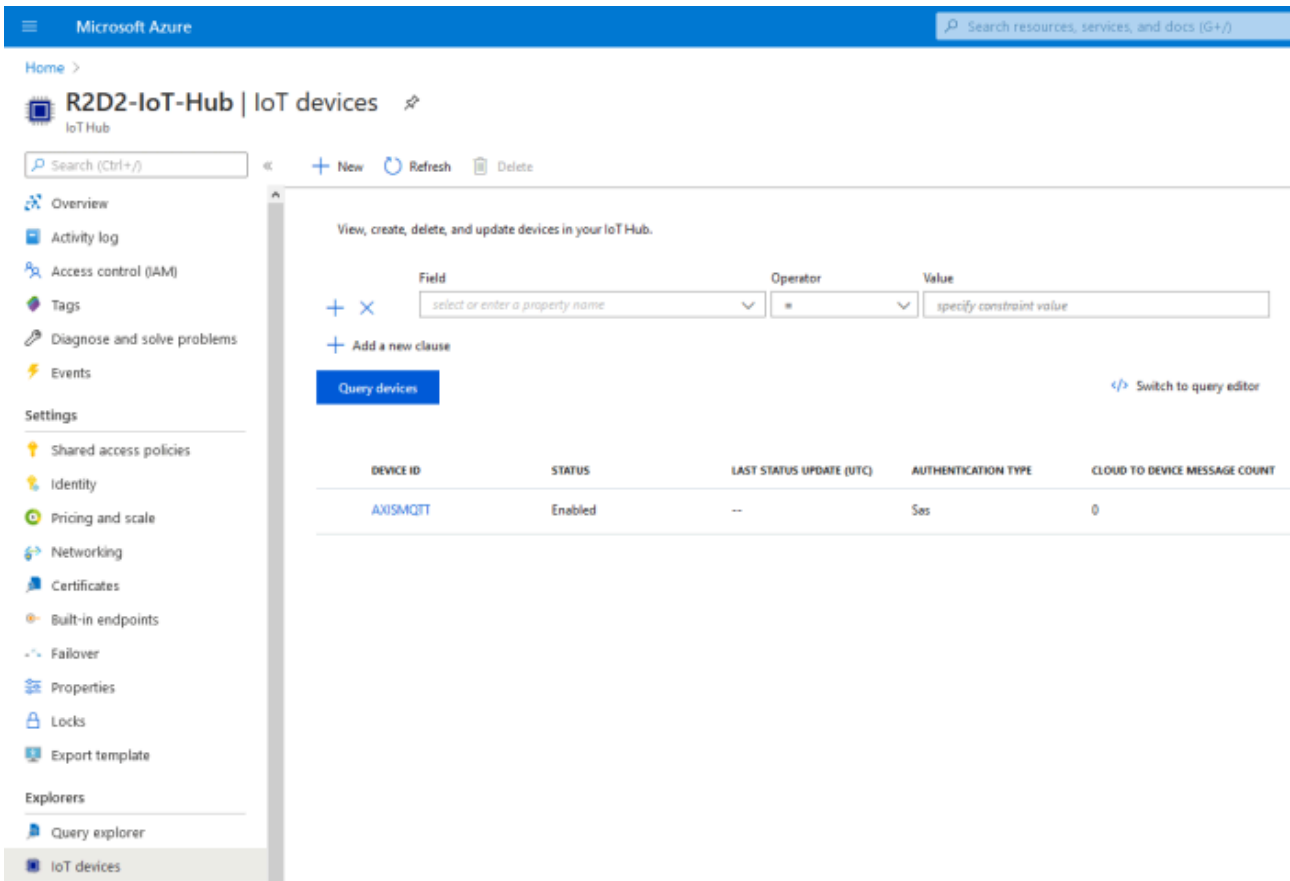 Microsoft Azure
Search resources, services, and docs (G+/)
Home >
R2D2-IoT-Hub | IoT devices
IoT Hub
Search (Ctrl+/)
«
New
Refresh
Delete
Overview
Activity log
Access control (IAM)
Tags
Diagnose and solve problems
Events
Settings
Shared access policies
Identity
Pricing and scale
Networking
Certificates
Built-in endpoints
Failover
Properties
Locks
Export template
Explorers
Query explorer
IoT devices
View, create, delete, and update devices in your IoT Hub.
Field Operator Value
select or enter a property name = specify constraint value
Add a new clause
Query devices
</> Switch to query editor
DEVICE ID STATUS LAST STATUS UPDATE (UTC) AUTHENTICATION TYPE CLOUD TO DEVICE MESSAGE COUNT
AXISMQTT Enabled -- Sas 0